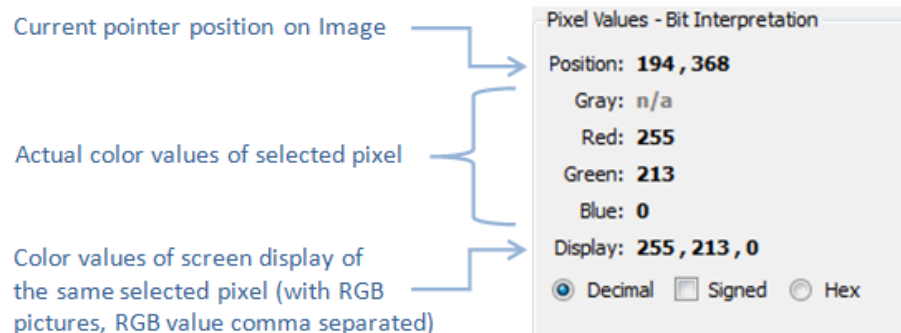 Current pointer position on Image
Actual color values of selected pixel
Color values of screen display of
the same selected pixel (with RGB
pictures, RGB value comma separated)
Pixel Values - Bit Interpretation
Position: 194 , 368
Gray: n/a
Red: 255
Green: 213
Blue: 0
Display: 255 , 213 , 0
Decimal Signed Hex